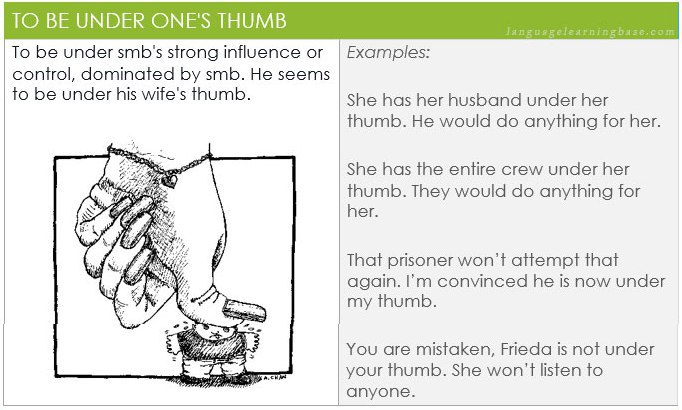 TO BE UNDER ONE'S THUMB
languagelearningbase.com
To be under smb's strong influence or
control, dominated by smb. He seems
to be under his wife's thumb.
A.CHAN
Examples:
She has her husband under her
thumb. He would do anything for her.
She has the entire crew under her
thumb. They would do anything for
her.
That prisoner won’t attempt that
again. I’m convinced he is now under
my thumb.
You are mistaken, Frieda is not under
your thumb. She won’t listen to
anyone.